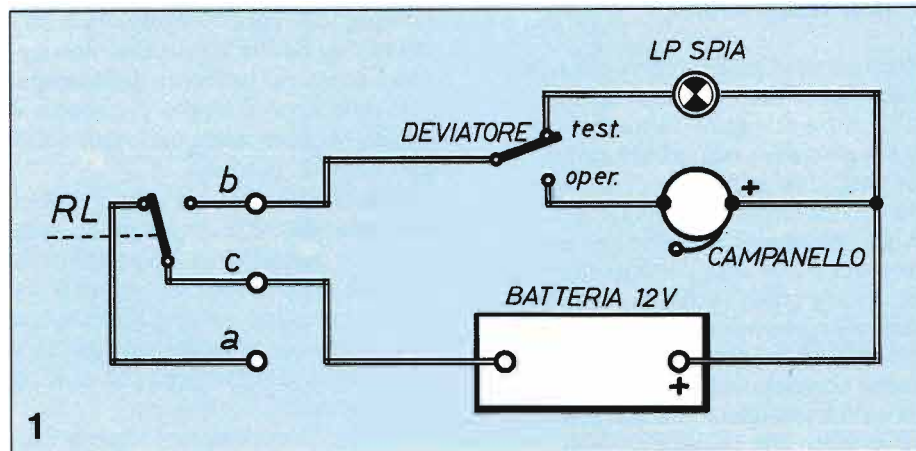 LP SPIA
DEVIATORE
test.
oper.
b
RL
+
c
CAMPANELLO
BATTERIA 12V
a
+
1